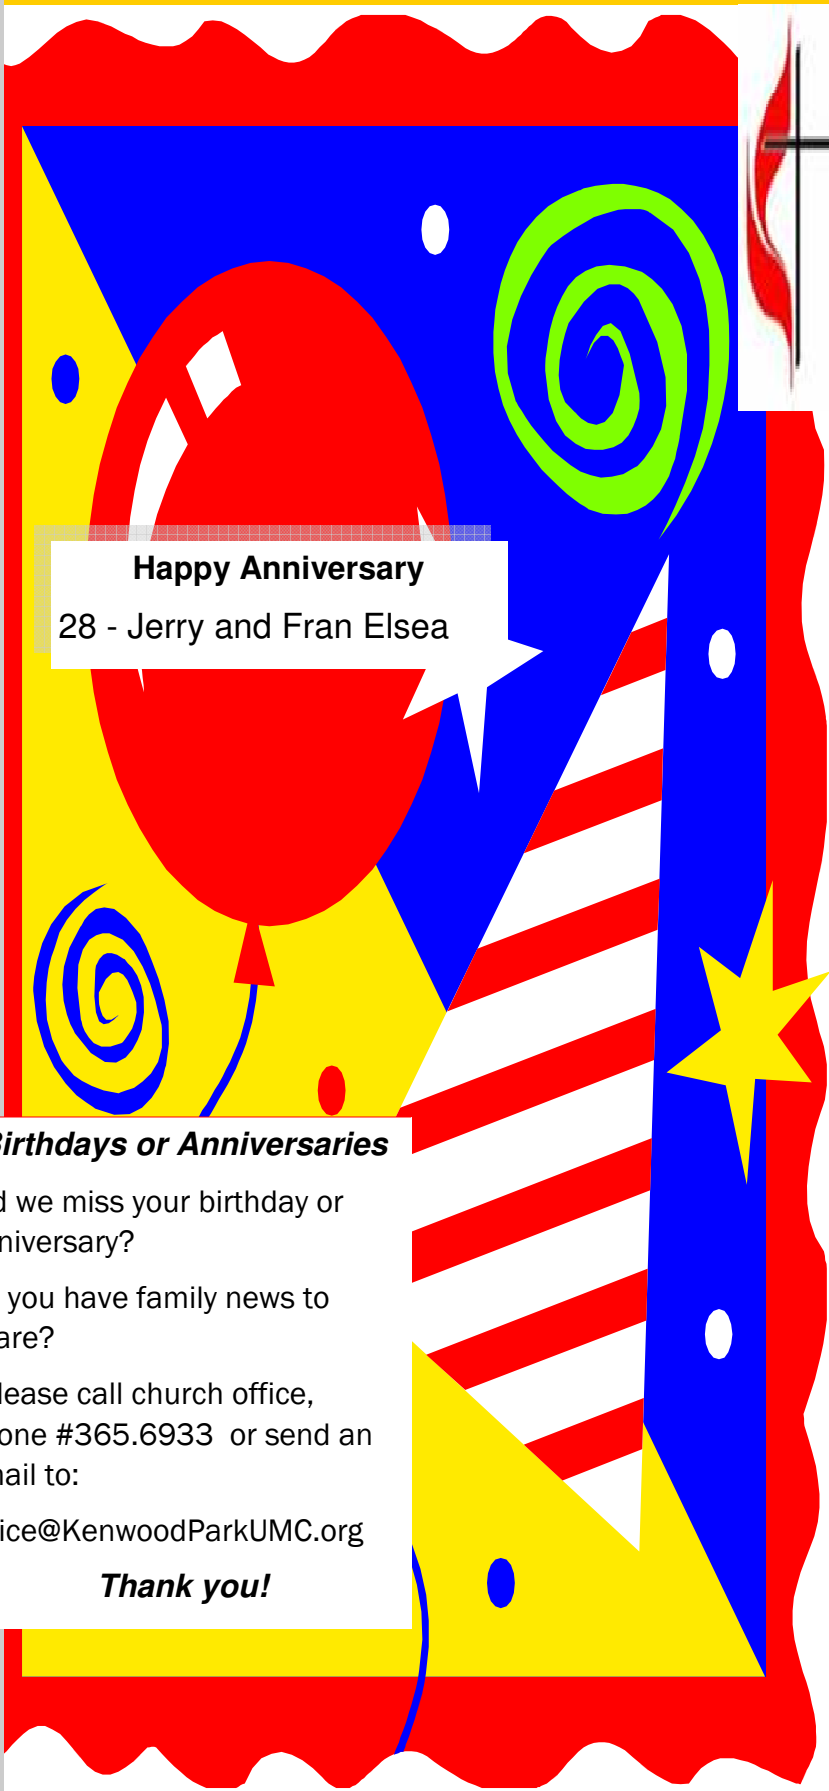 Happy Anniversary
28 - Jerry and Fran Elsea
Birthdays or Anniversaries
d we miss your birthday or
niversary?
you have family news to
are?
lease call church office,
one #365.6933 or send an
ail to:
ice@KenwoodParkUMC.org
Thank you!